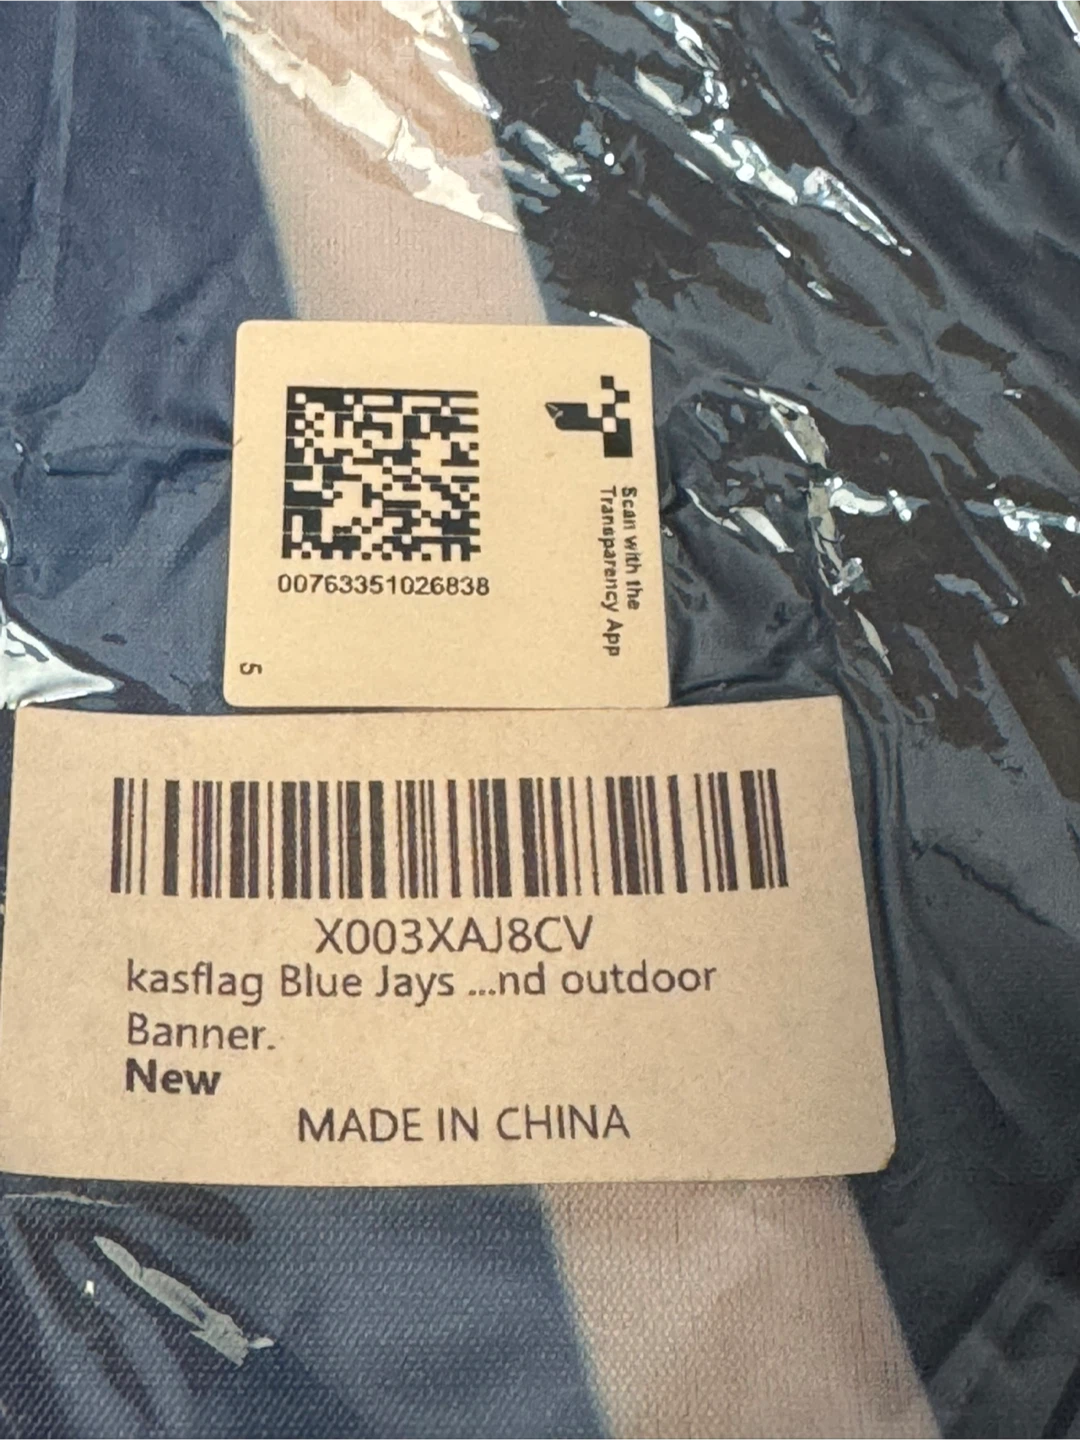 Scan with the
Transparency App
00763351026838
5
X003XAJ8CV
kasflag Blue Jays ...nd outdoor
Banner.
New
MADE IN CHINA